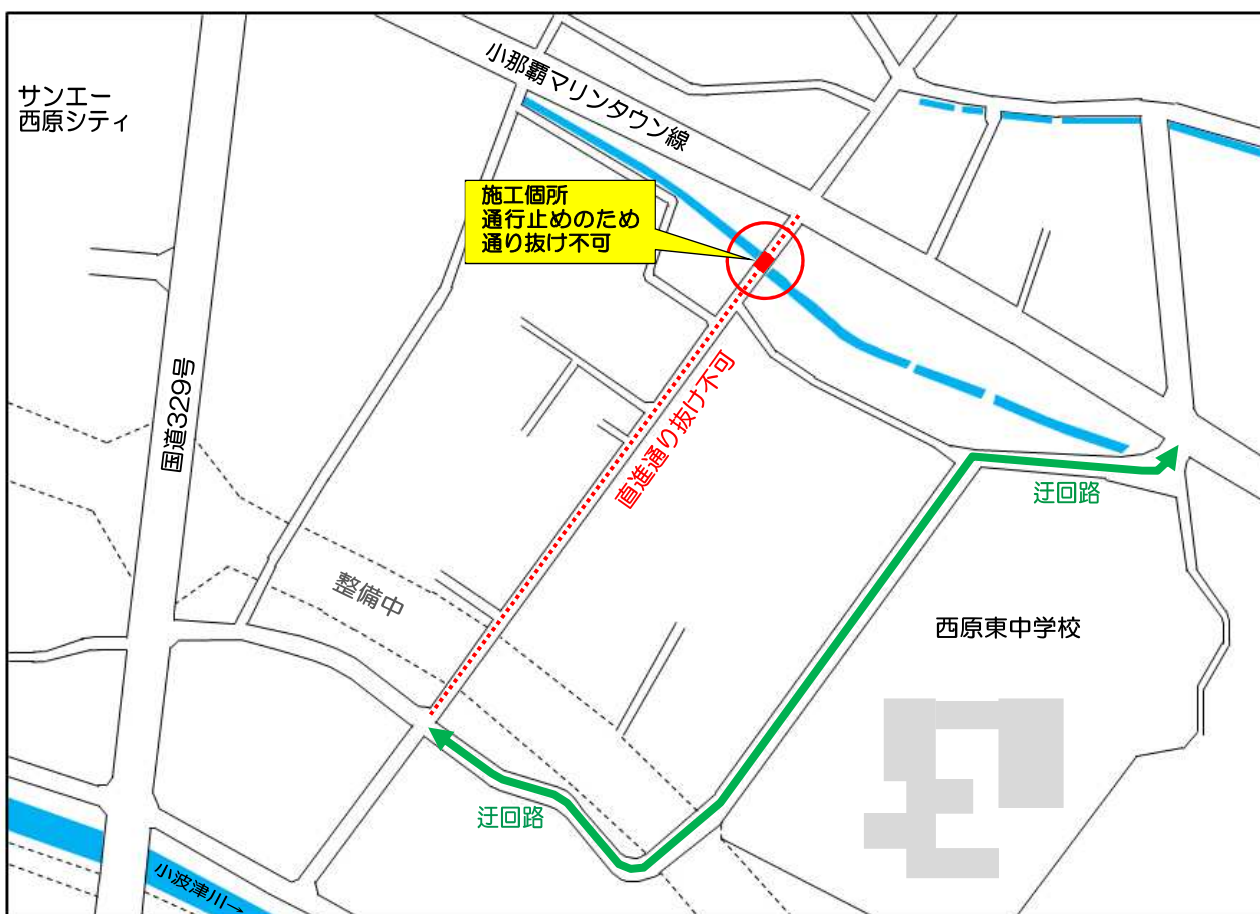 サンエー
西原シティ
小那覇マリンタウン線
施工個所
通行止めのため
通り抜け不可
国道329号
直進通り抜け不可
迂回路
整備中
西原東中学校
迂回路
小波津川→